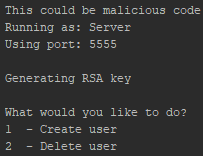 This could be malicious code
Running as: Server
Using port: 5555
Generating RSA key
What would you like to do?
1  - Create user
2  - Delete user